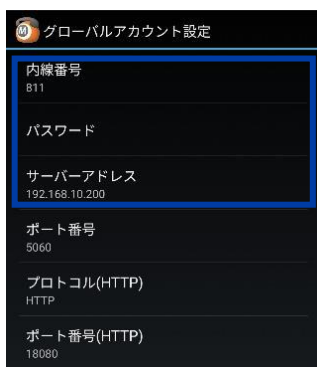 グローバルアカウント設定
内線番号
811
パスワード
サーバーアドレス
192.168.10.200
ポート番号
5060
プロトコル(HTTP)
HTTP
ポート番号(HTTP)
18080